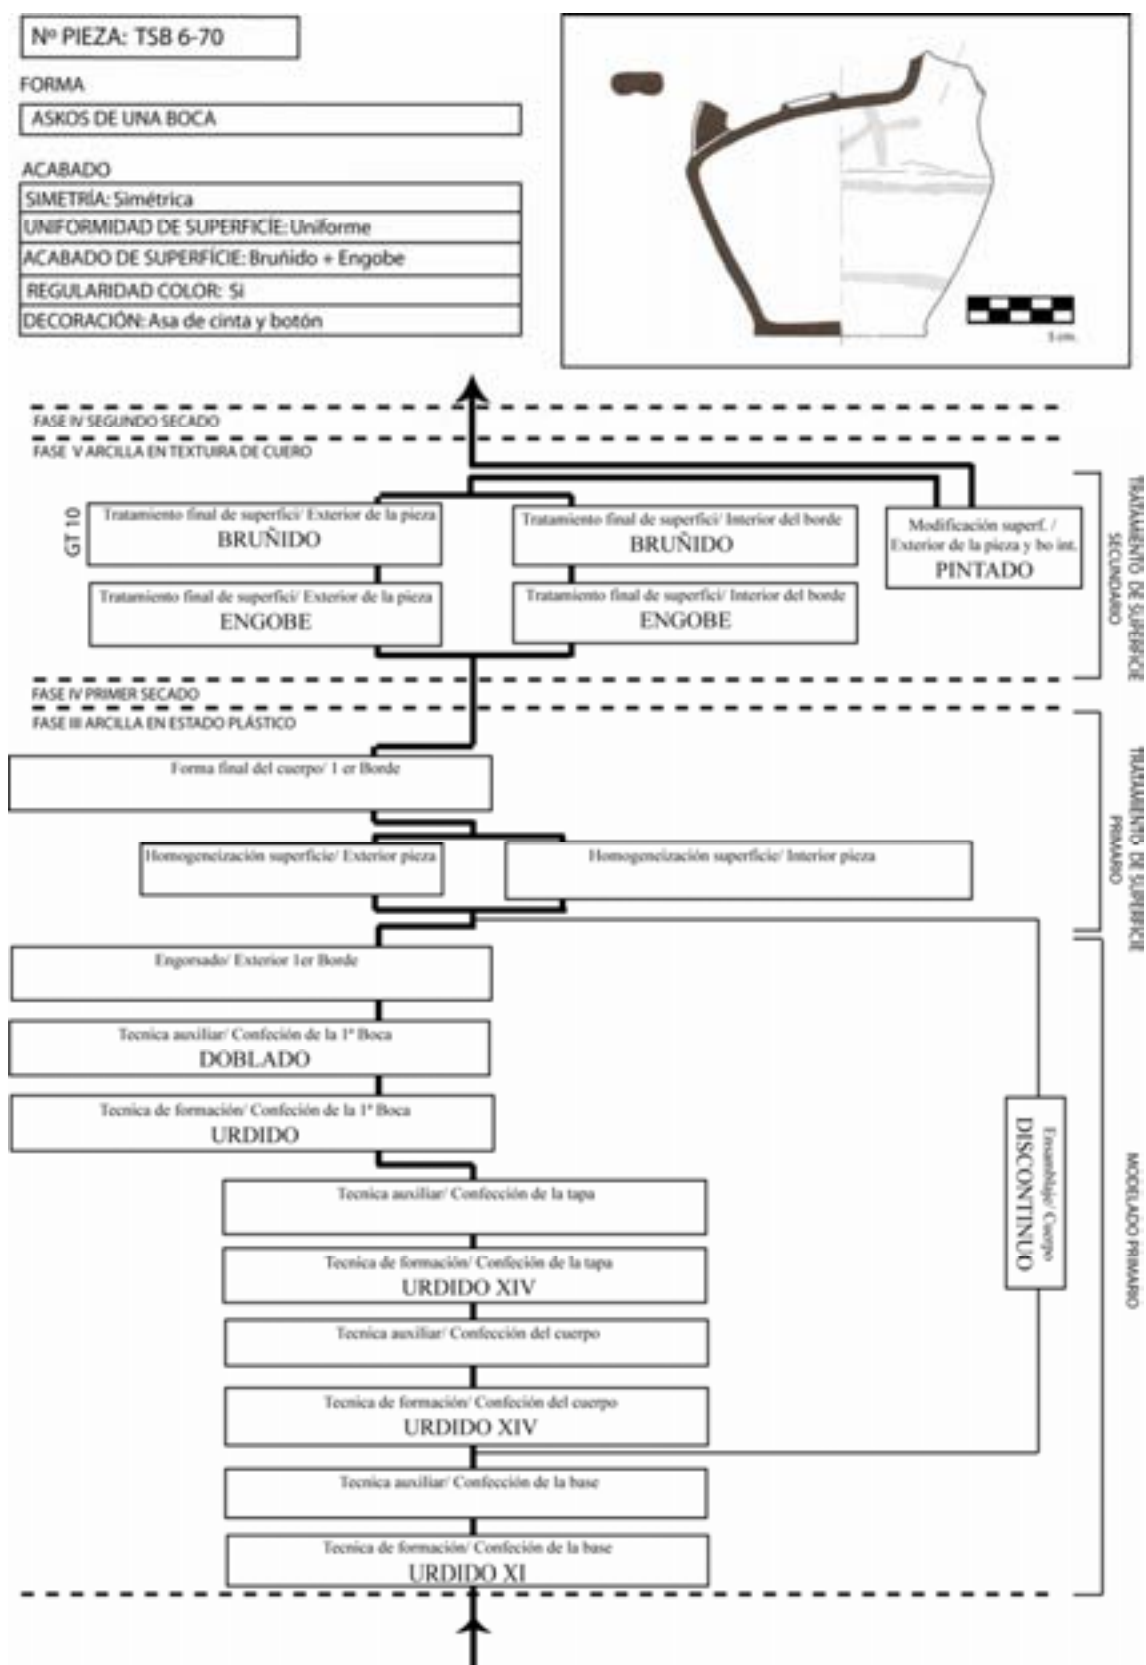 Nº PIEZA: TSB 6-70
FORMA
ASKOS DE UNA BOCA
ACABADO
SIMETRÍA: Simétrica
UNIFORMIDAD DE SUPERFICÍE: Uniforme
ACABADO DE SUPERFÍCIE: Bruñido + Engobe
REGULARIDAD COLOR: Si
DECORACIÓN: Asa de cinta y botón
5 cm.
FASE IV SEGUNDO SECADO
FASE V ARCILLA EN TEXTUIRA DE CUERO
GT 10
Tratamiento final de superfici/ Exterior de la pieza
BRUÑIDO
Tratamiento final de superfici/ Interior del borde
BRUÑIDO
Modificación superf. /
Exterior de la pieza y bo int.
PINTADO
Tratamiento final de superfici/ Exterior de la pieza
ENGOBE
Tratamiento final de superfici/ Interior del borde
ENGOBE
TRATAMIENTO DE SUPERFICIE
SECUNDARIO
FASE IV PRIMER SECADO
FASE III ARCILLA EN ESTADO PLÁSTICO
Forma final del cuerpo/ 1 er Borde
Homogeneización superficie/ Exterior pieza
Homogeneización superficie/ Interior pieza
TRATAMIENTO DE SUPERFICIE
PRIMARIO
Engorsado/ Exterior 1er Borde
Tecnica auxiliar/ Confeción de la 1ª Boca
DOBLADO
Tecnica de formación/ Confeción de la 1ª Boca
URDIDO
Tecnica auxiliar/ Confección de la tapa
Tecnica de formación/ Confeción de la tapa
URDIDO XIV
Tecnica auxiliar/ Confección del cuerpo
Tecnica de formación/ Confeción del cuerpo
URDIDO XIV
Tecnica auxiliar/ Confección de la base
Tecnica de formación/ Confeción de la base
URDIDO XI
Ensamblaje/ Cuerpo
DISCONTINUO
MODELADO PRIMARIO